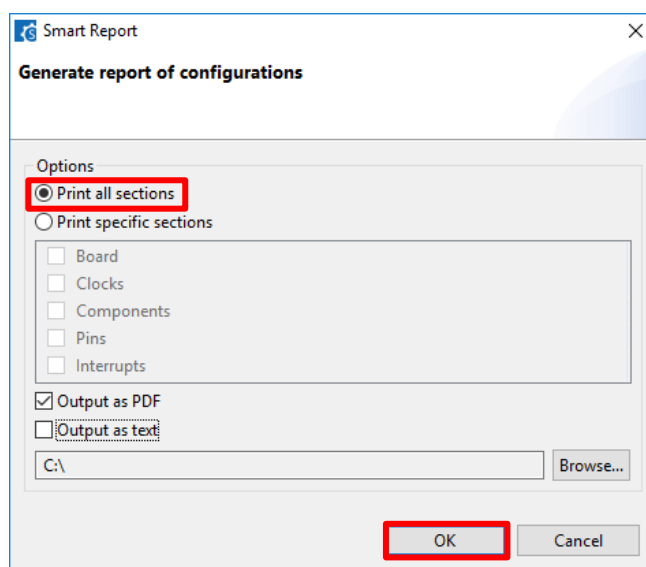 Smart Report
Generate report of configurations
Options
Print all sections
Print specific sections
Board
Clocks
Components
Pins
Interrupts
Output as PDF
Output as text
C:\ Browse...
OK Cancel